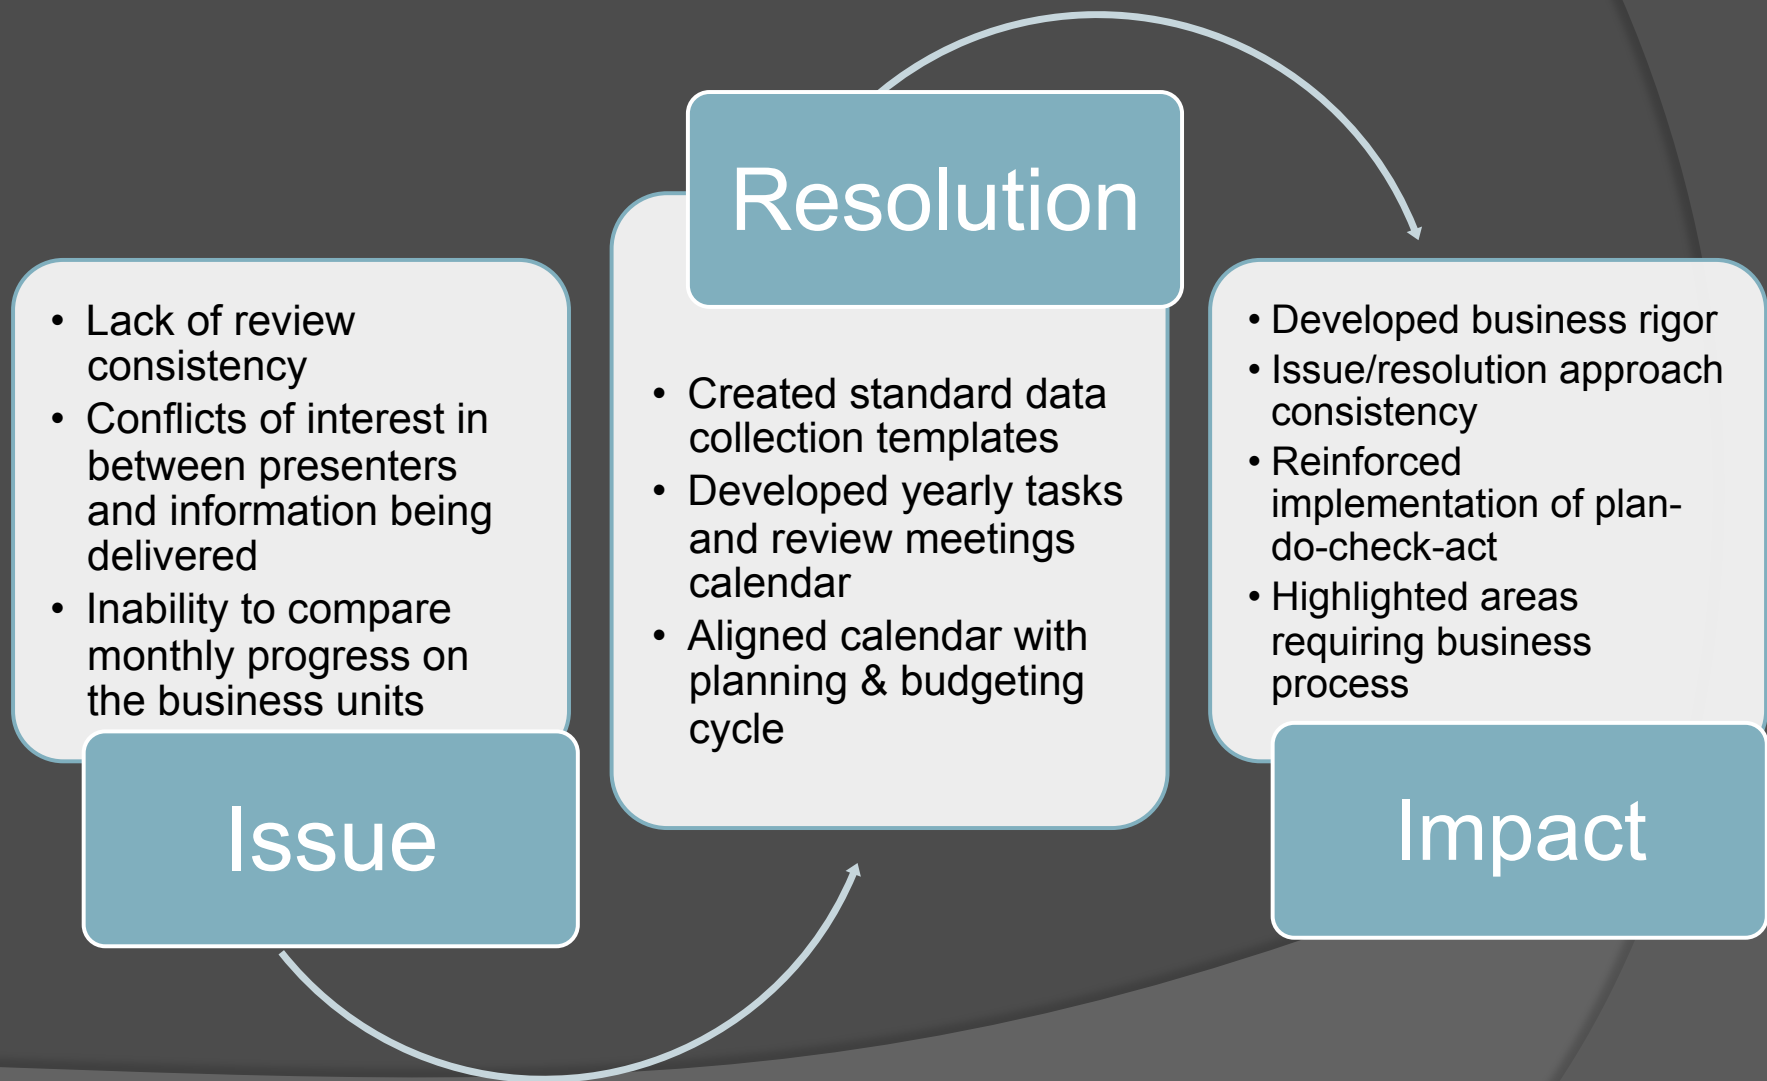 • Lack of review
consistency
• Conflicts of interest in
between presenters
and information being
delivered
• Inability to compare
monthly progress on
the business units
Issue
Resolution
• Created standard data
collection templates
• Developed yearly tasks
and review meetings
calendar
• Aligned calendar with
planning & budgeting
cycle
• Developed business rigor
• Issue/resolution approach
consistency
• Reinforced
implementation of plan-
do-check-act
• Highlighted areas
requiring business
process
Impact